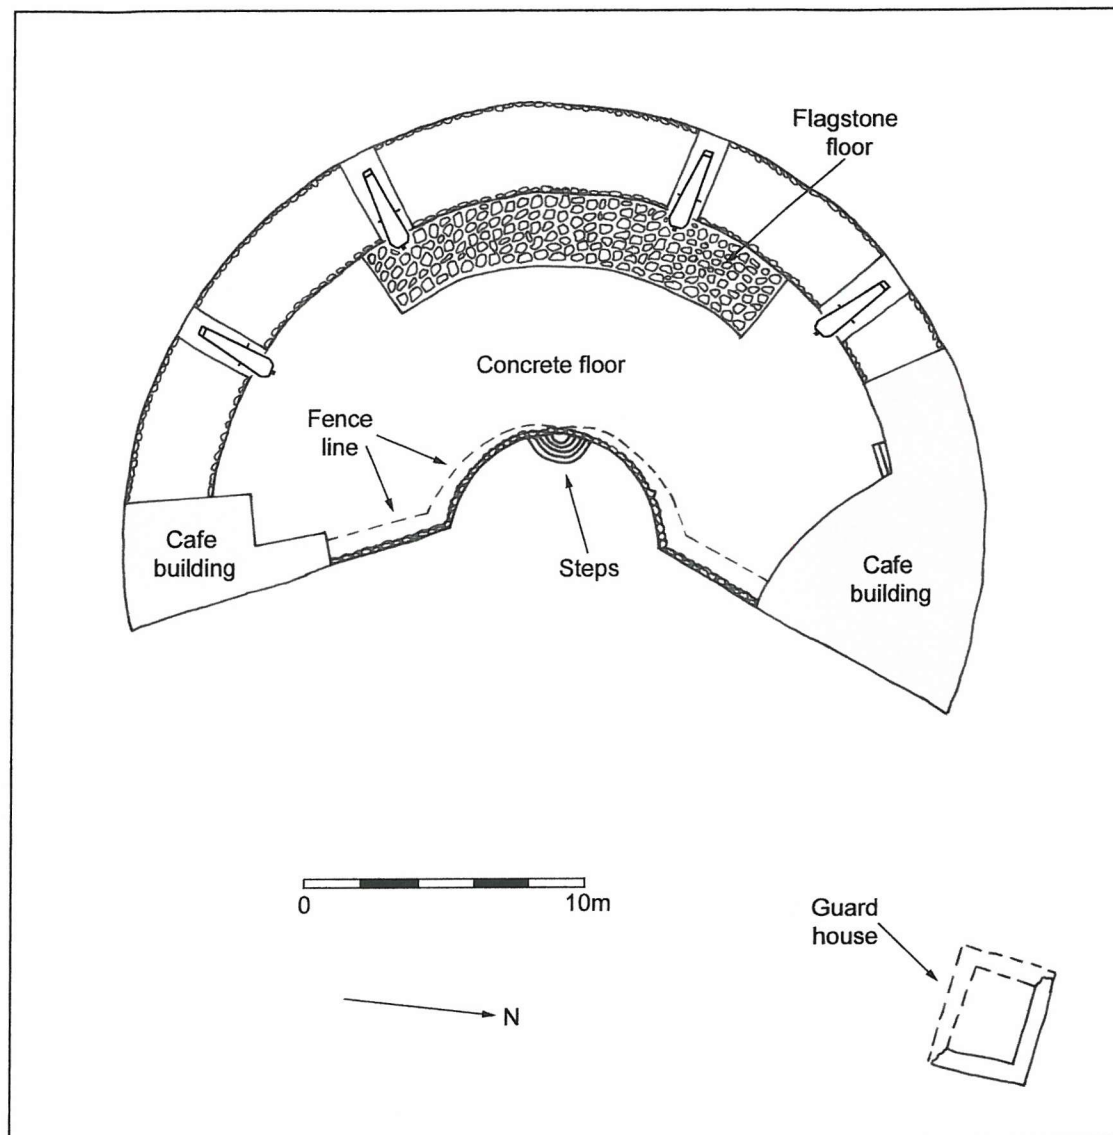 Flagstone
floor
Concrete floor
Fence
line
Cafe
building
Steps
Cafe
building
0
10m
Guard
house
N